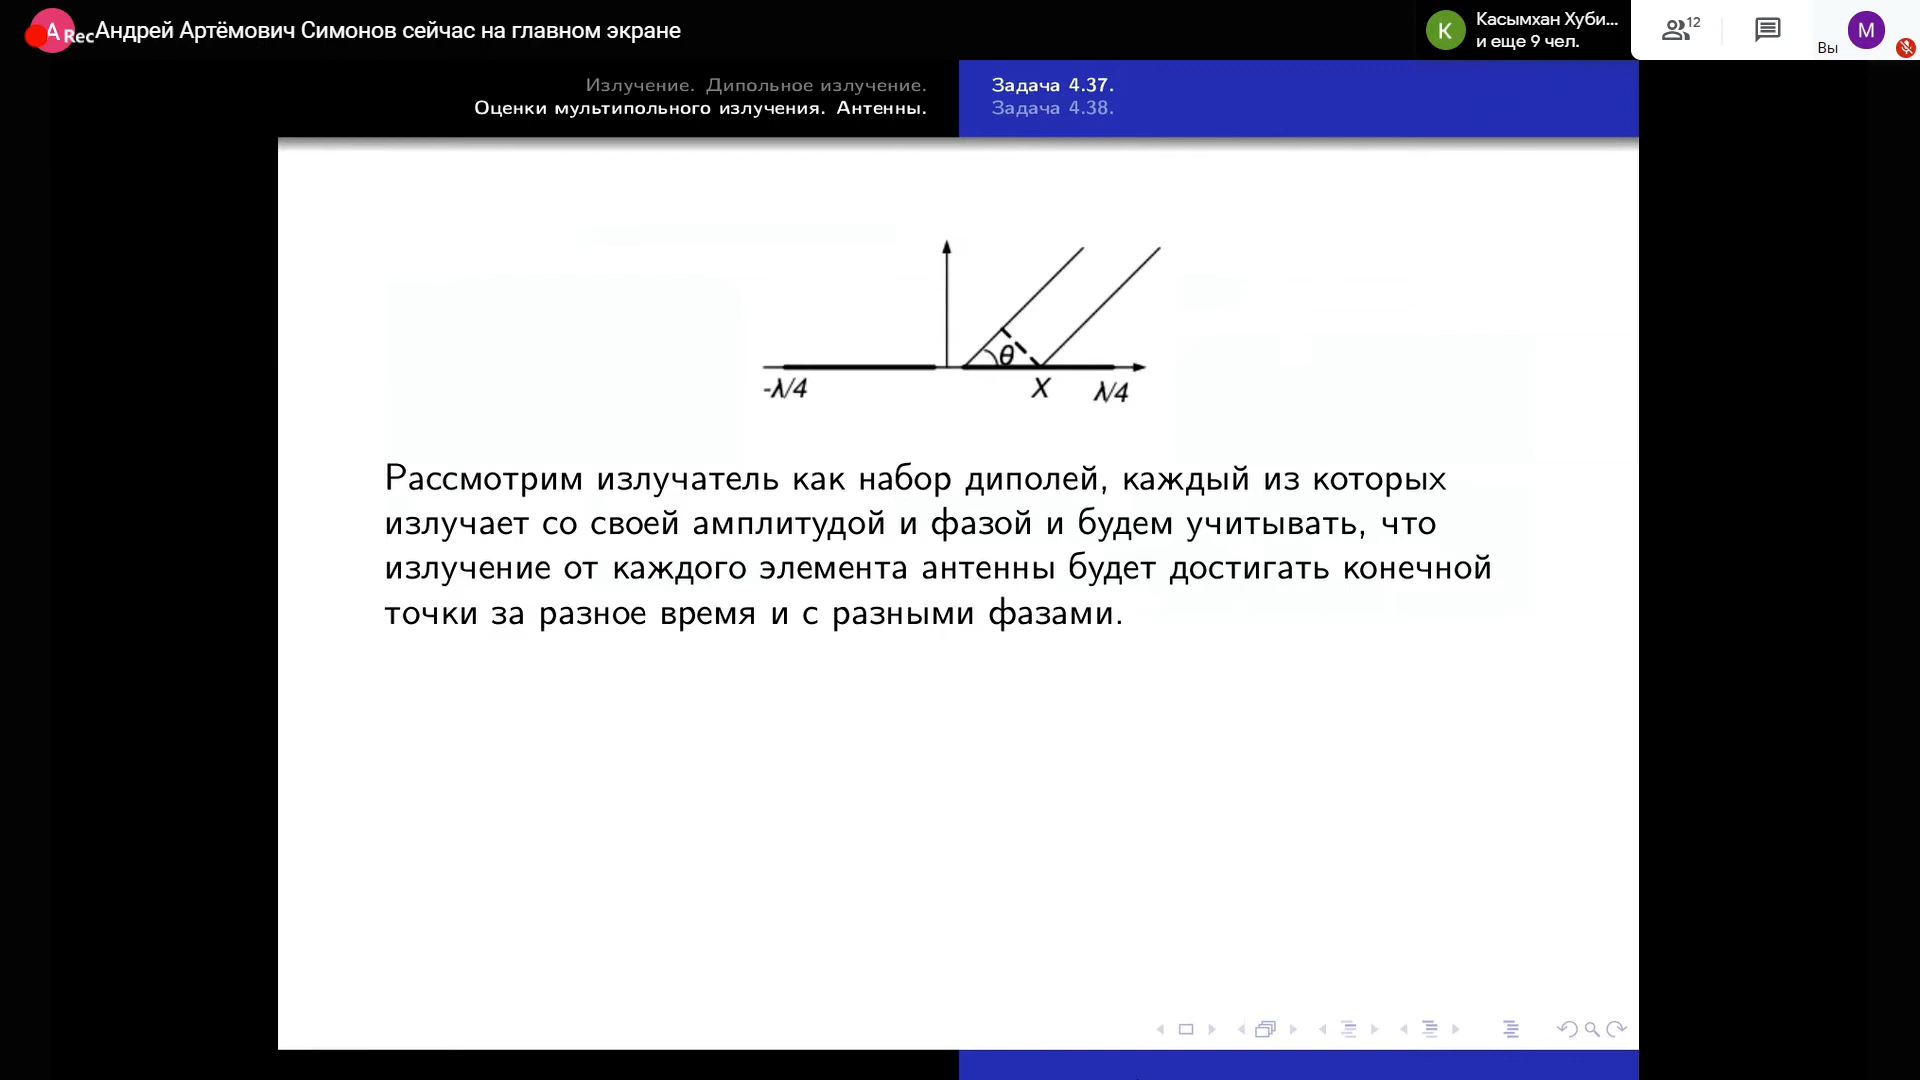 А Rec Андрей Артёмович Симонов сейчас на главном экране
К Касымхан Хуби...
и еще 9 чел.
12
Вы
M
Излучение. Дипольное излучение.
Оценки мультипольного излучения. Антенны.
Задача 4.37.
Задача 4.38.
θ
-λ/4
X
λ/4
Рассмотрим излучатель как набор диполей, каждый из которых
излучает со своей амплитудой и фазой и будем учитывать, что
излучение от каждого элемента антенны будет достигать конечной
точки за разное время и с разными фазами.